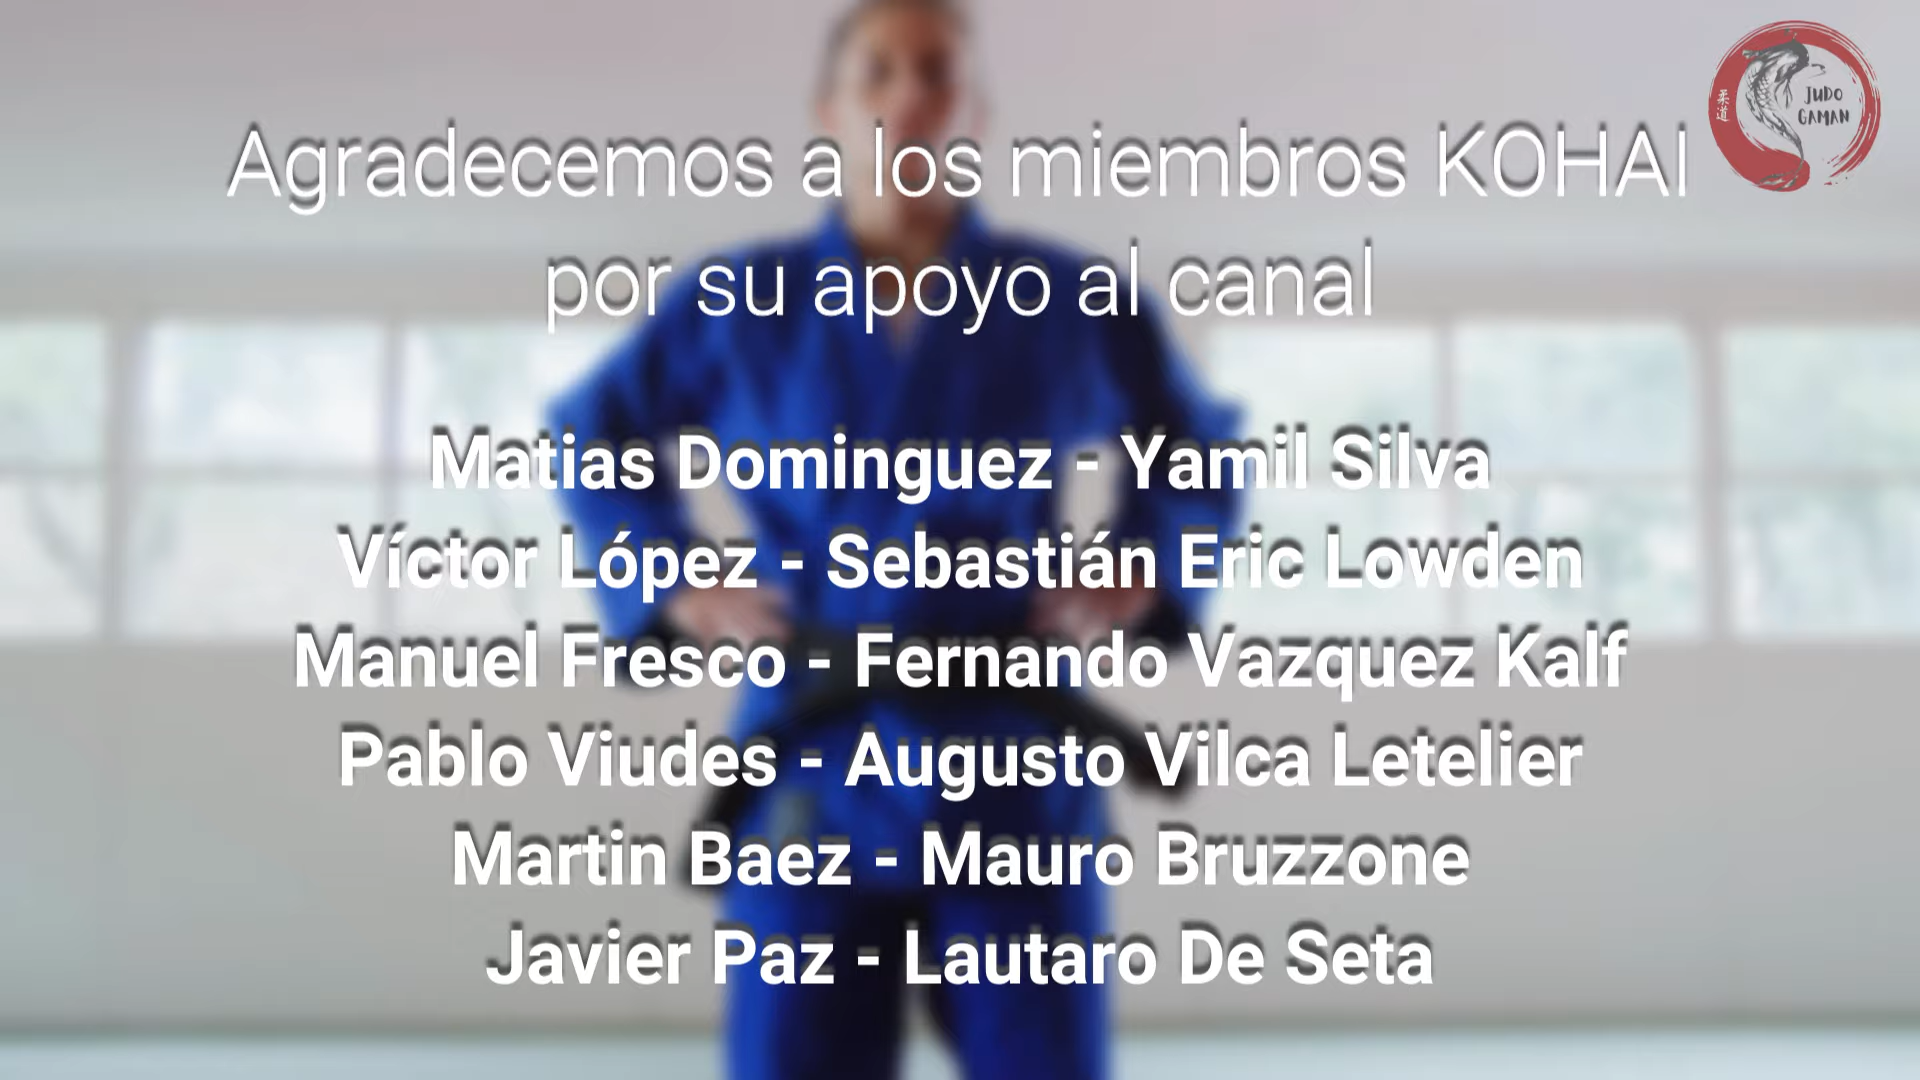 Agradecemos a los miembros KOHAI
por su apoyo al canal
Matias Dominguez - Yamil Silva
Víctor López - Sebastián Eric Lowden
Manuel Fresco - Fernando Vazquez Kalf
Pablo Viudes - Augusto Vilca Letelier
Martin Baez - Mauro Bruzzone
Javier Paz - Lautaro De Seta
JUDO
GAMAN
柔道